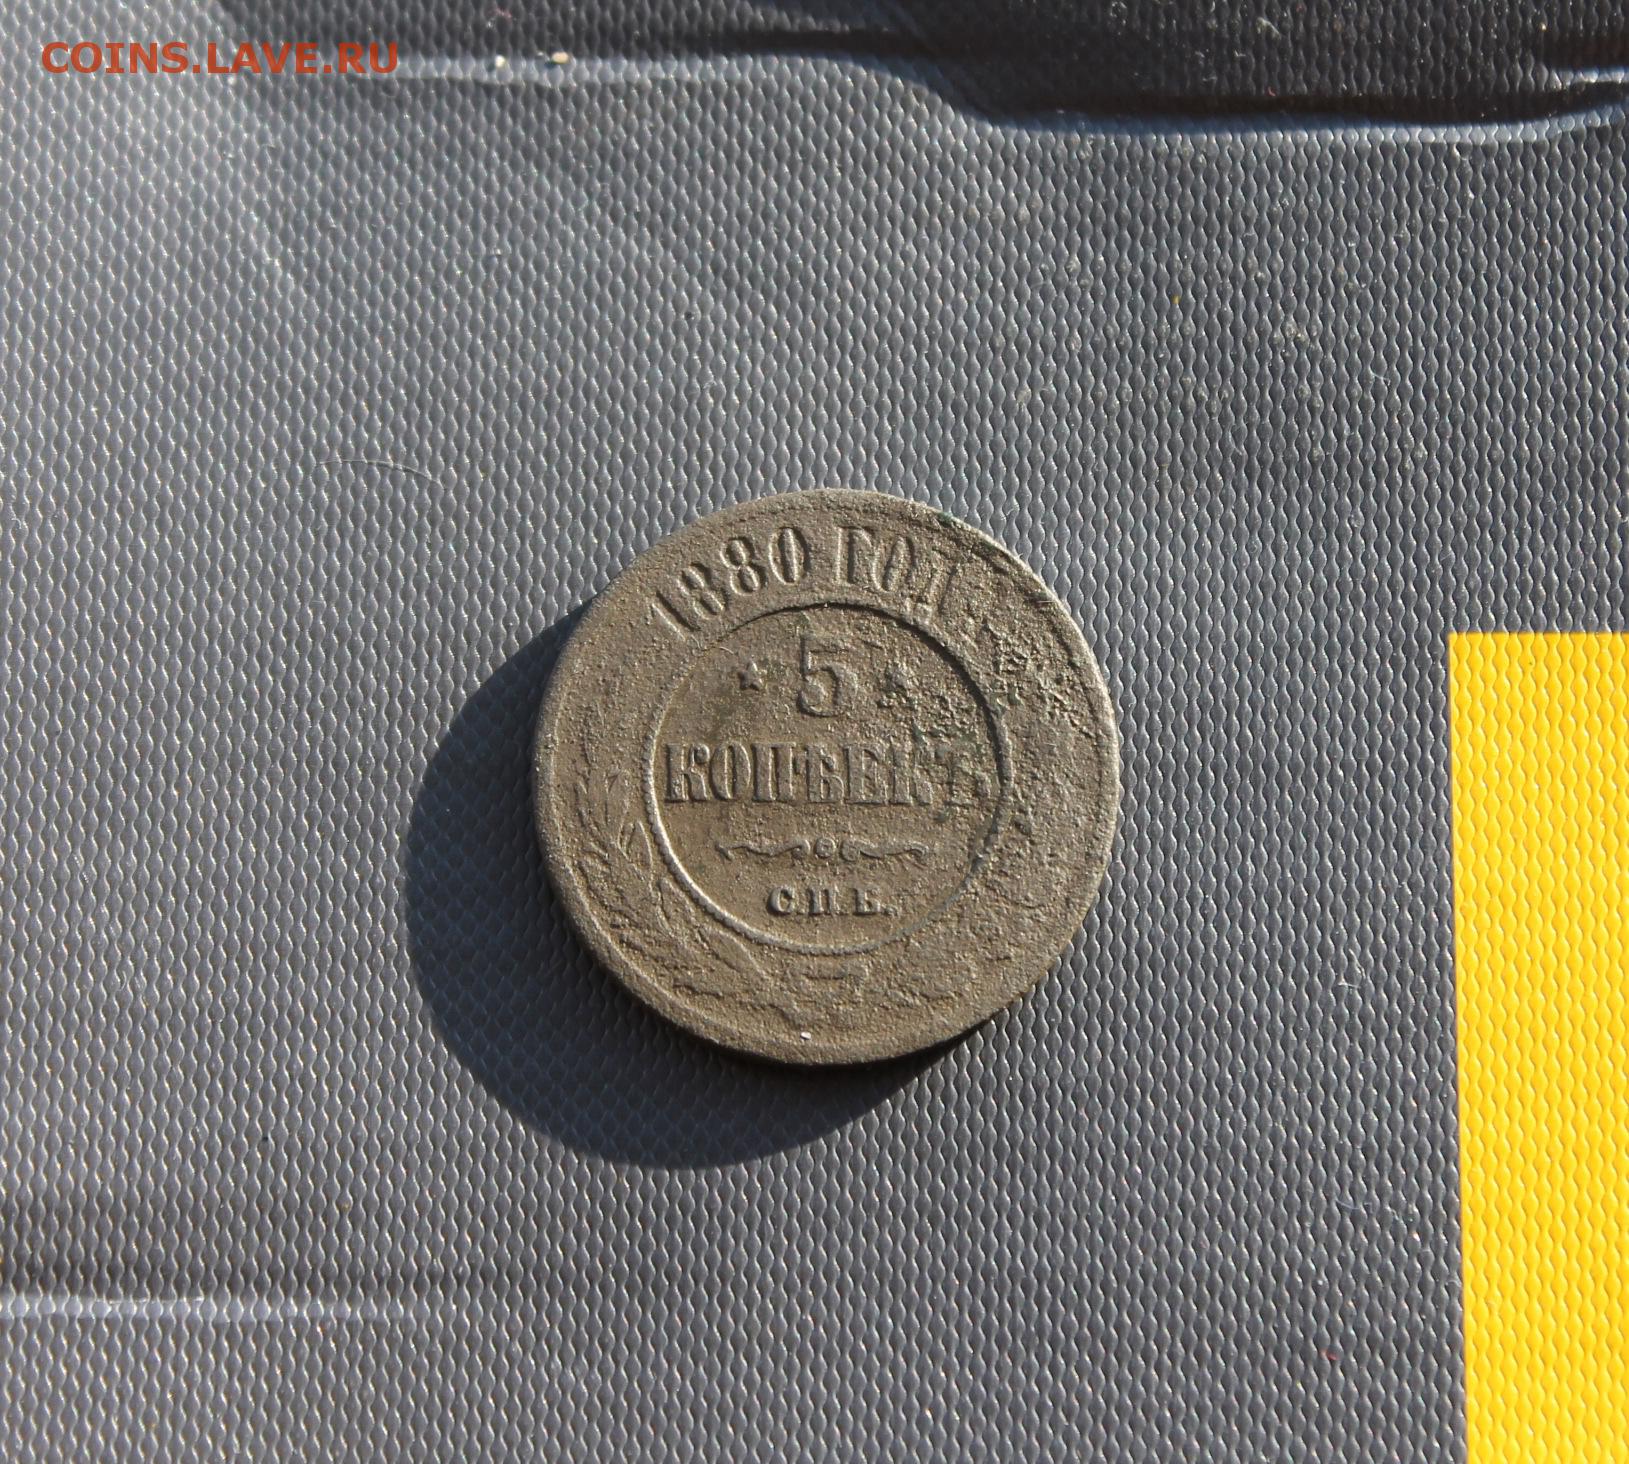 COINS.LAVE.RU
1880 ГОДА
5
КОПѢЕКЪ
С.П.Б.